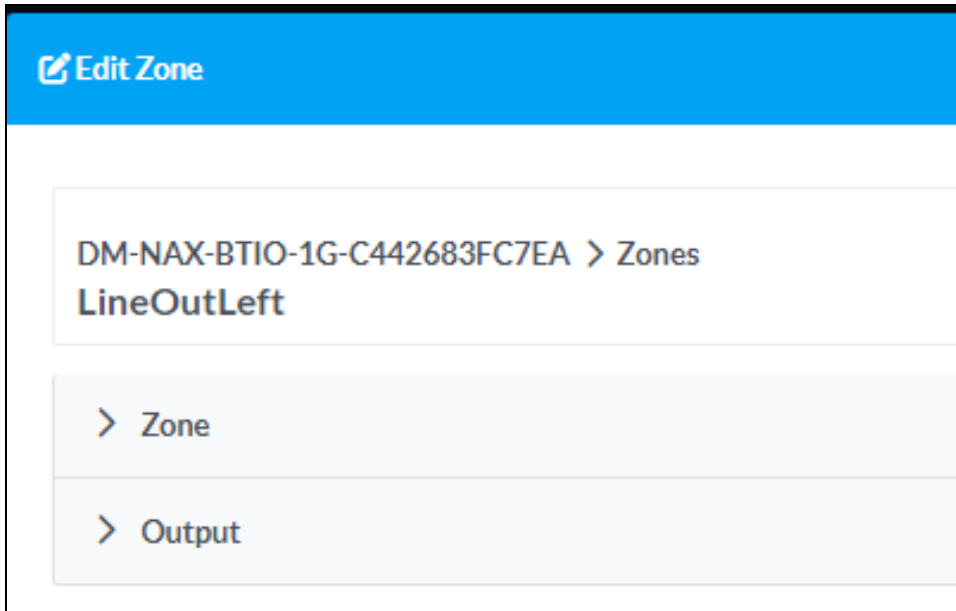 Edit Zone
DM-NAX-BTIO-1G-C442683FC7EA > Zones
LineOutLeft
Zone
Output